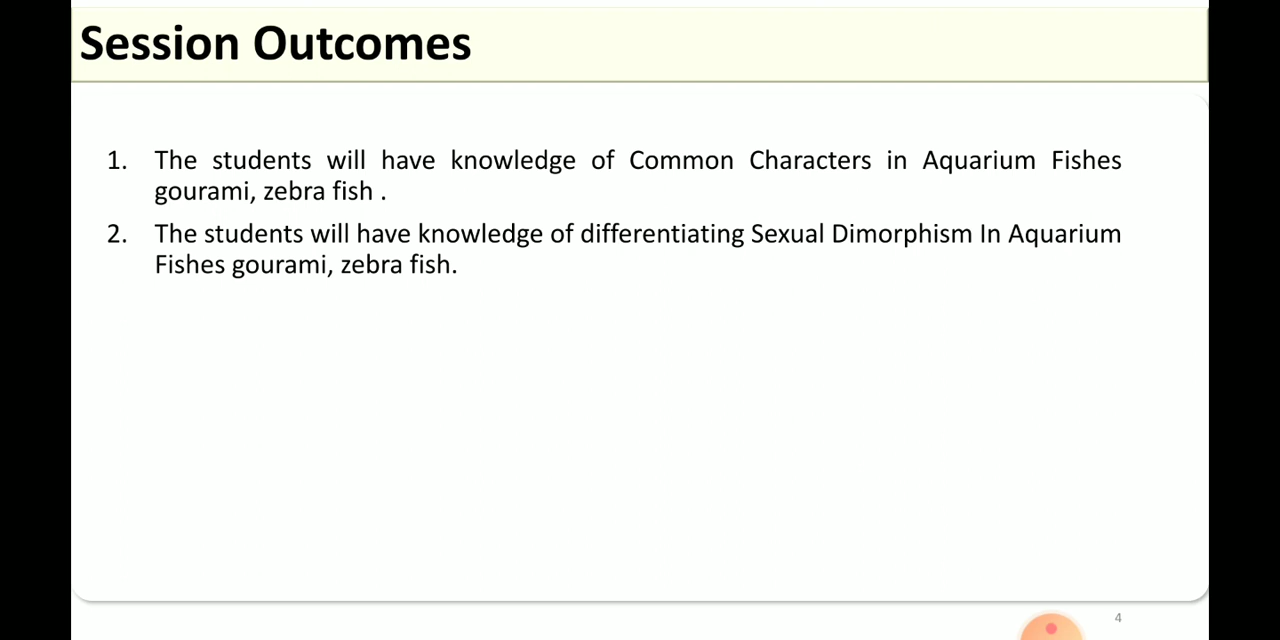 Session Outcomes
1. The students will have knowledge of Common Characters in Aquarium Fishes
gourami, zebra fish .
2. The students will have knowledge of differentiating Sexual Dimorphism In Aquarium
Fishes gourami, zebra fish.
4